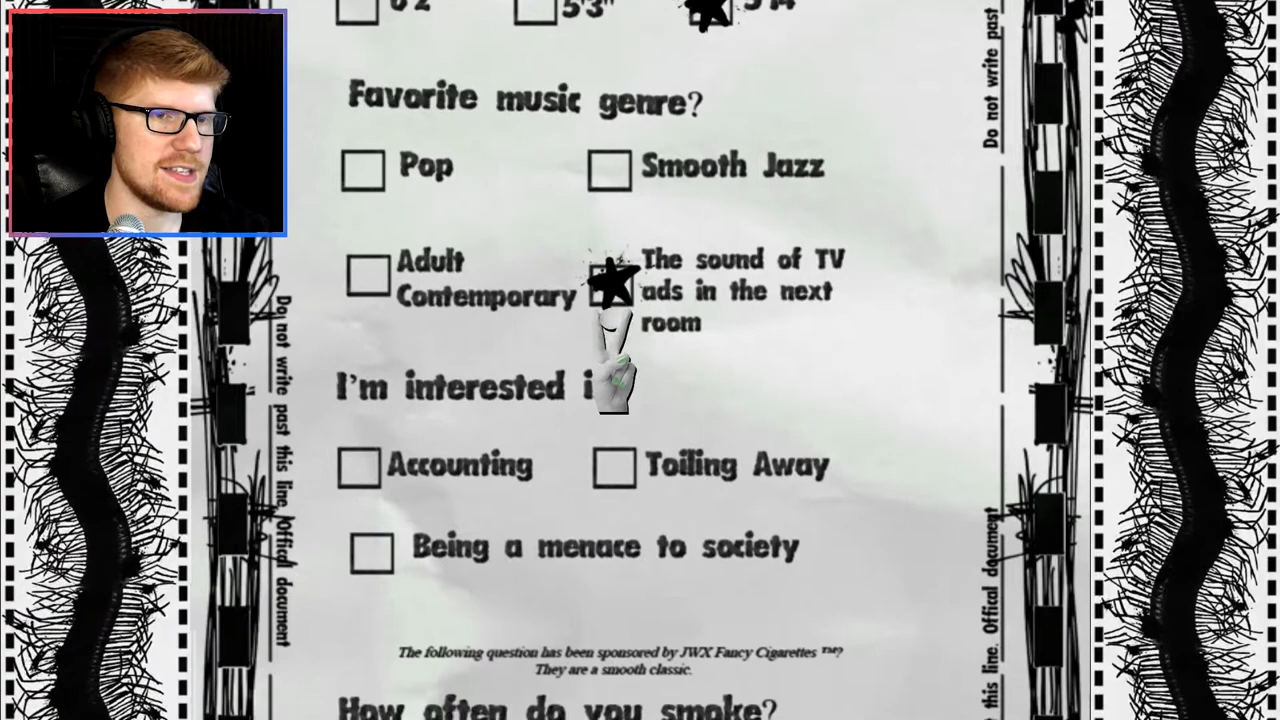 5'3"
Favorite music genre?
Pop
Smooth Jazz
Adult
Contemporary
The sound of TV
ads in the next
room
I'm interested
Accounting
Toiling Away
Being a menace to society
The following question has been sponsored by JWX Fancy Cigarettes ™?
They are a smooth classic.
How often do you smoke?
Do not write past this line. Offical document
Do not write past
this line. Offical document